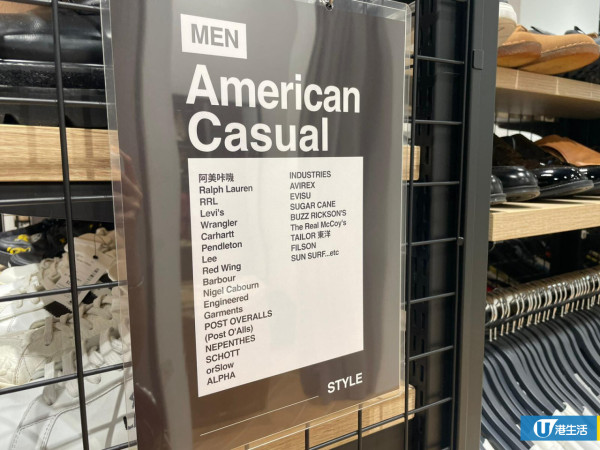 MEN
American
Casual
阿美咔嘰
Ralph Lauren
RRL
Levi's
Wrangler
Carhartt
Pendleton
Lee
Red Wing
Barbour
Nigel Cabourn
Engineered
Garments
POST OVERALLS
(Post O'Alls)
NEPENTHES
SCHOTT
orSlow
ALPHA
INDUSTRIES
AVIREX
EVISU
SUGAR CANE
BUZZ RICKSON'S
The Real McCoy's
TAILOR 東洋
FILSON
SUN SURF...etc
STYLE
U港生活